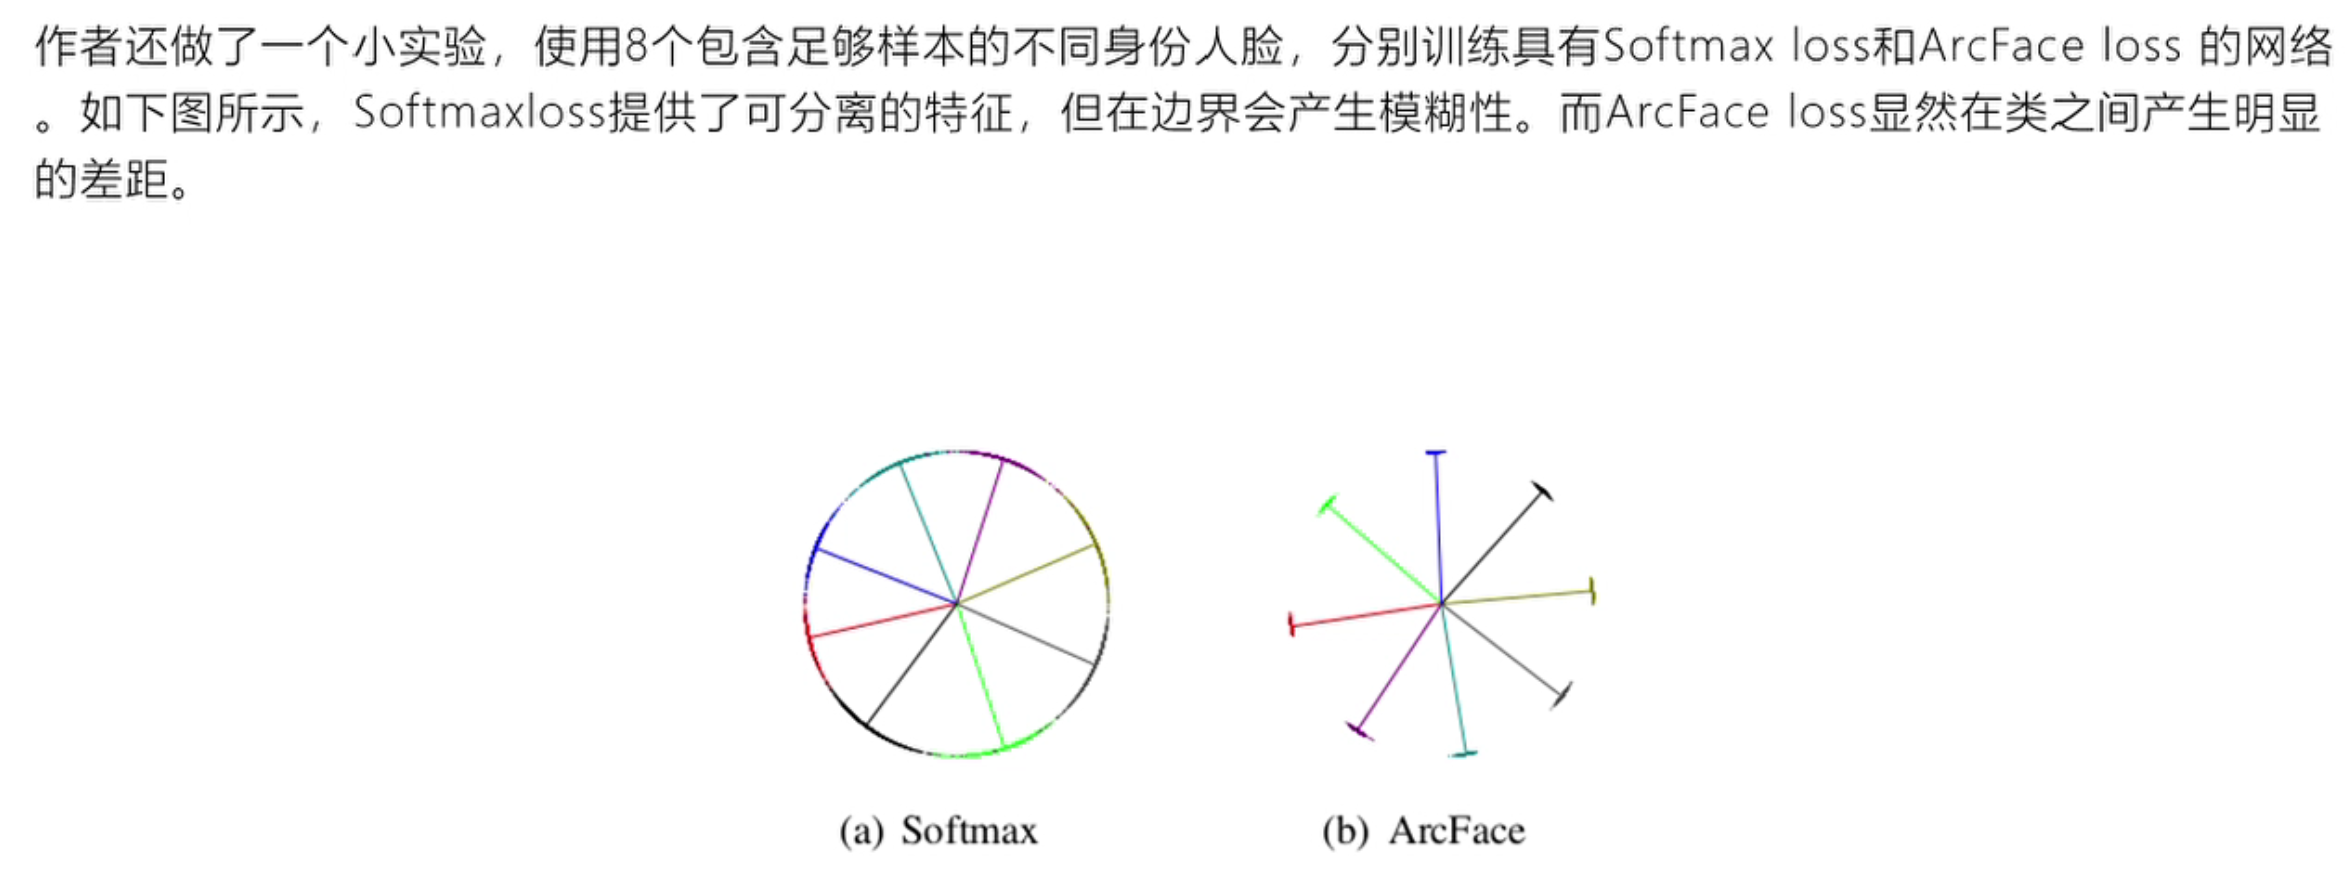 作者还做了一个小实验，使用8个包含足够样本的不同身份人脸，分别训练具有Softmax loss和ArcFace loss 的网络
。如下图所示，Softmaxloss提供了可分离的特征，但在边界会产生模糊性。而ArcFace loss显然在类之间产生明显
的差距。
(a) Softmax
(b) ArcFace